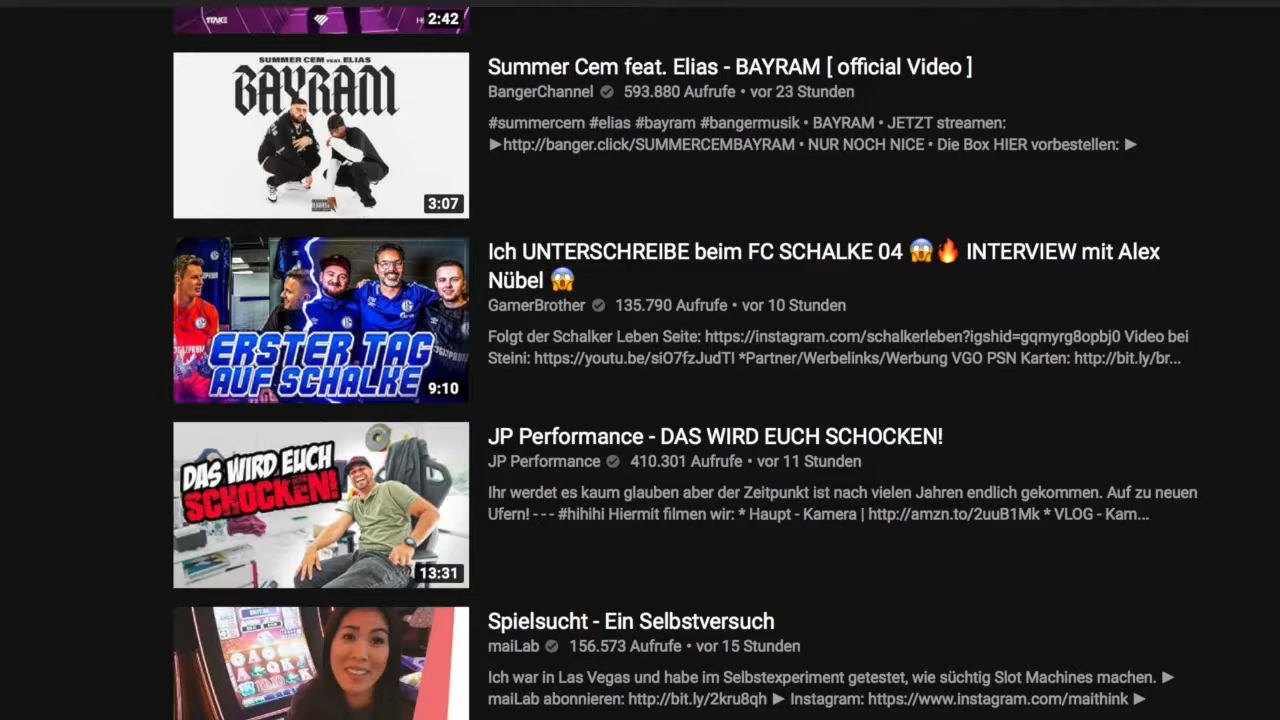 1TAKE
2:42
SUMMER CEM FEAT. ELIAS
BAYRAM
3:07
Summer Cem feat. Elias - BAYRAM [ official Video ]
BangerChannel 593.880 Aufrufe • vor 23 Stunden
#summercem #elias #bayram #bangermusik • BAYRAM • JETZT streamen:
►http://banger.click/SUMMERCEMBAYRAM • NUR NOCH NICE • Die Box HIER vorbestellen: ►
ERSTER TAG
AUF SCHALKE
9:10
Ich UNTERSCHREIBE beim FC SCHALKE 04 😱🔥 INTERVIEW mit Alex
Nübel 😱
GamerBrother 135.790 Aufrufe • vor 10 Stunden
Folgt der Schalker Leben Seite: https://instagram.com/schalkerleben?igshid=gqmyrg8opbj0 Video bei
Steini: https://youtu.be/siO7fzJudTI *Partner/Werbelinks/Werbung VGO PSN Karten: http://bit.ly/br...
DAS WIRD EUCH
SCHOCKEN!
13:31
JP Performance - DAS WIRD EUCH SCHOCKEN!
JP Performance 410.301 Aufrufe • vor 11 Stunden
Ihr werdet es kaum glauben aber der Zeitpunkt ist nach vielen Jahren endlich gekommen. Auf zu neuen
Ufern! - - - #hihihi Hiermit filmen wir: * Haupt - Kamera | http://amzn.to/2uuB1Mk * VLOG - Kam...
Spielsucht - Ein Selbstversuch
maiLab 156.573 Aufrufe • vor 15 Stunden
Ich war in Las Vegas und habe im Selbstexperiment getestet, wie süchtig Slot Machines machen. ►
maiLab abonnieren: http://bit.ly/2kru8qh ► Instagram: https://www.instagram.com/maithink ►